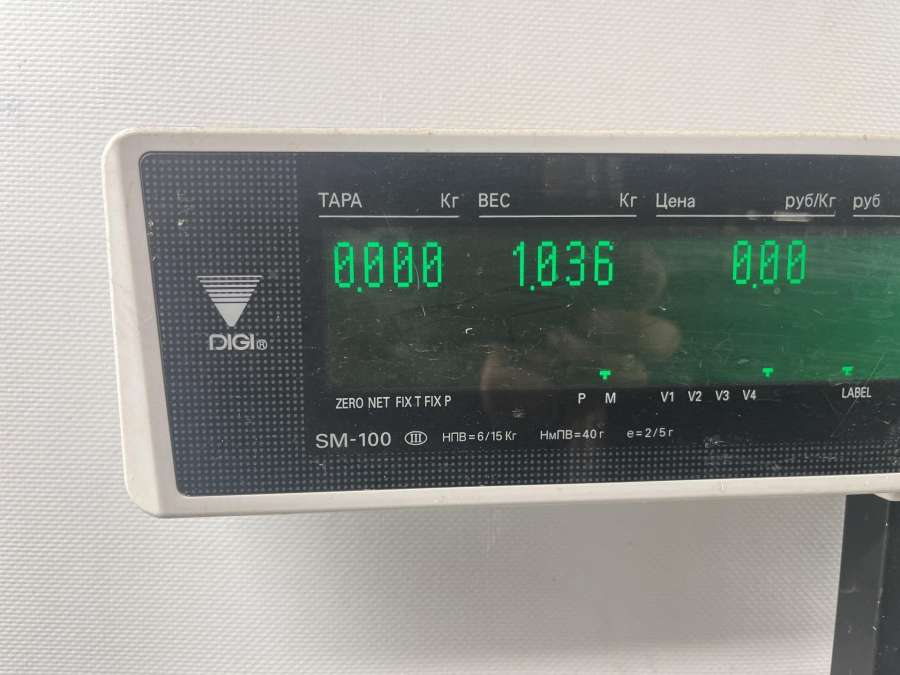 ТАРА Кг ВЕС Кг Цена руб/Кг руб
0.000 1.036 0.00
DIGI®
ZERO NET FIX T FIX P P M V1 V2 V3 V4 LABEL
SM-100 III НПВ=6/15 Кг НмПВ=40 г e=2/5 г